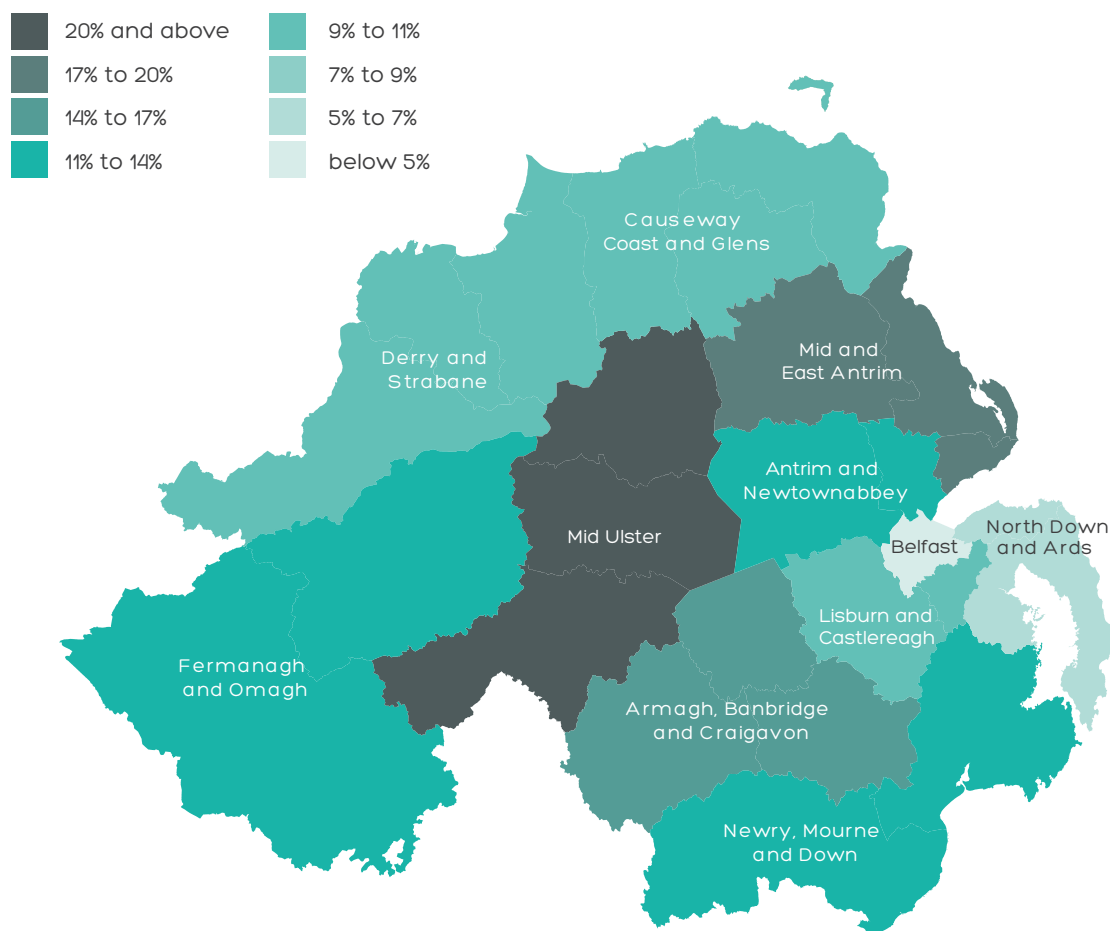 20% and above
17% to 20%
14% to 17%
11% to 14%
9% to 11%
7% to 9%
5% to 7%
below 5%
Causeway
Coast and Glens
Derry and
Strabane
Mid and
East Antrim
Antrim and
Newtownabbey
Mid Ulster
Belfast
North Down
and Ards
Lisburn and
Castlereagh
Fermanagh
and Omagh
Armagh, Banbridge
and Craigavon
Newry, Mourne
and Down